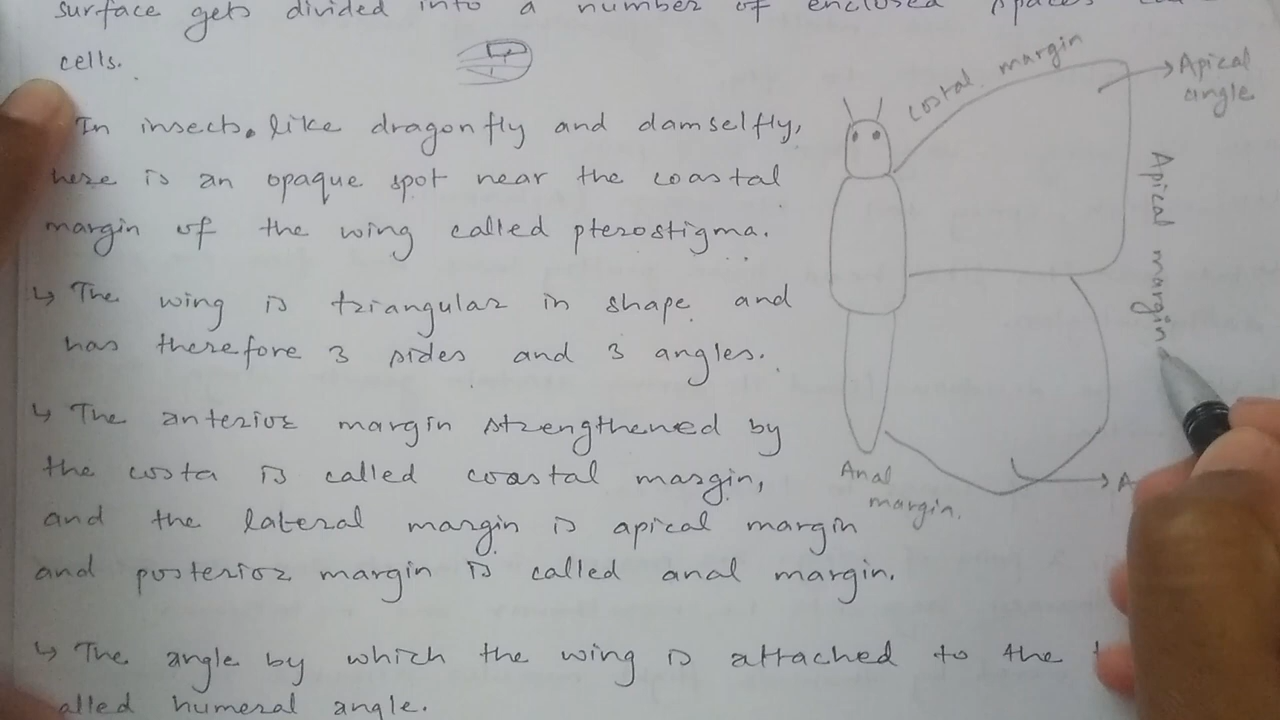 surface gets divided into a number of enclosed spaces
cells.
In insects like dragonfly and damselfly,
here is an opaque spot near the coastal
margin of the wing called pterostigma.
↳ The wing is triangular in shape and
has therefore 3 sides and 3 angles.
↳ The anterior margin strengthened by
the costa is called coastal margin,
and the lateral margin is apical margin
and posterior margin is called anal margin.
↳ The angle by which the wing is attached to the
alled humeral angle.
costal margin
Apical
angle
Apical margin
Anal
margin.
A